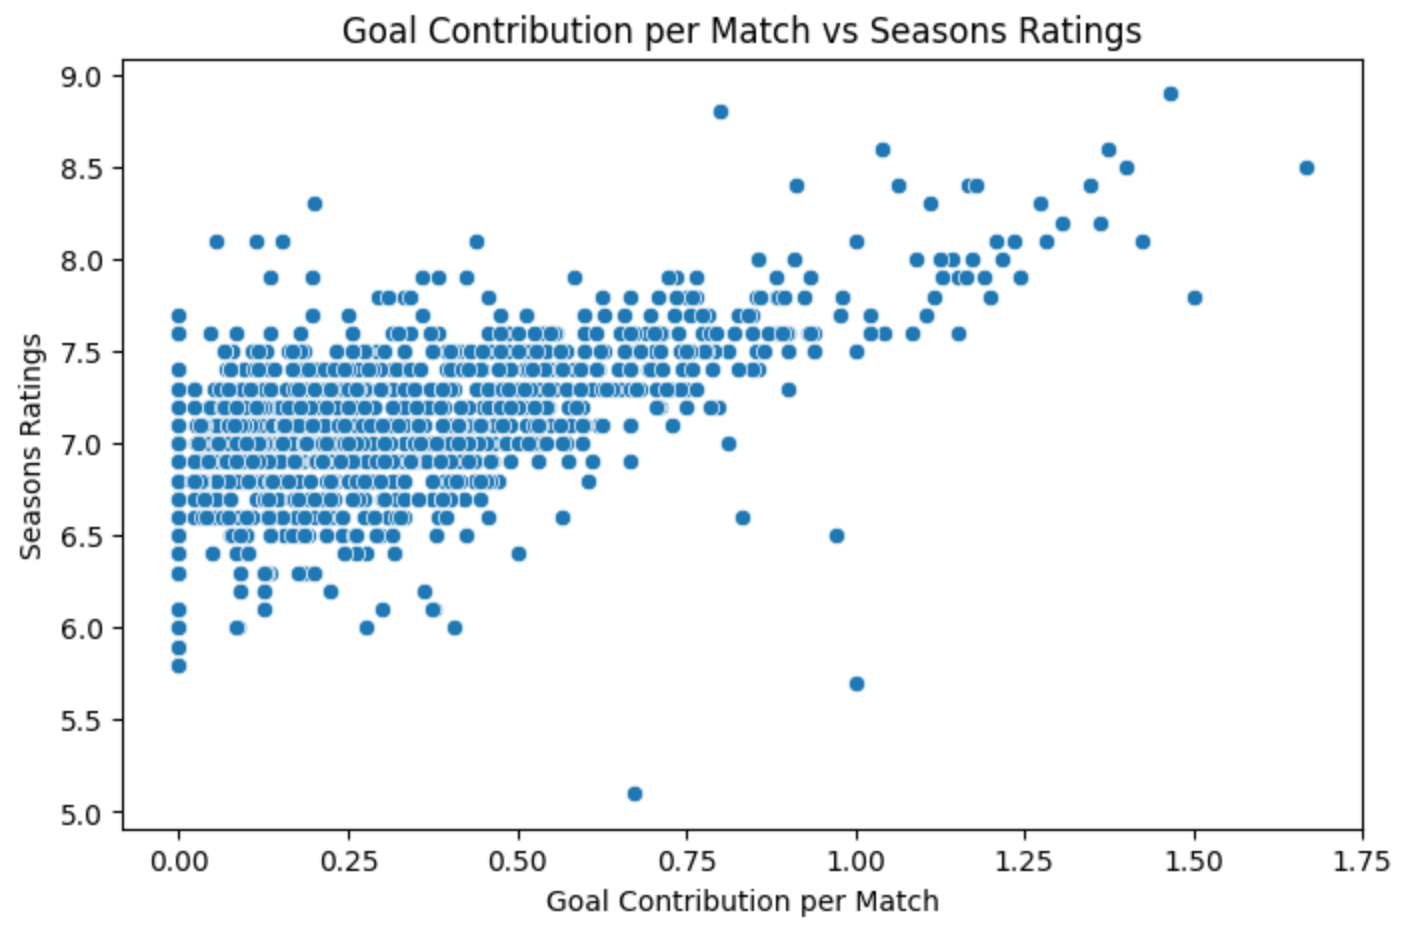 Goal Contribution per Match vs Seasons Ratings
9.0
8.5
8.0
7.5
7.0
6.5
6.0
5.5
5.0
Seasons Ratings
0.00 0.25 0.50 0.75 1.00 1.25 1.50 1.75
Goal Contribution per Match